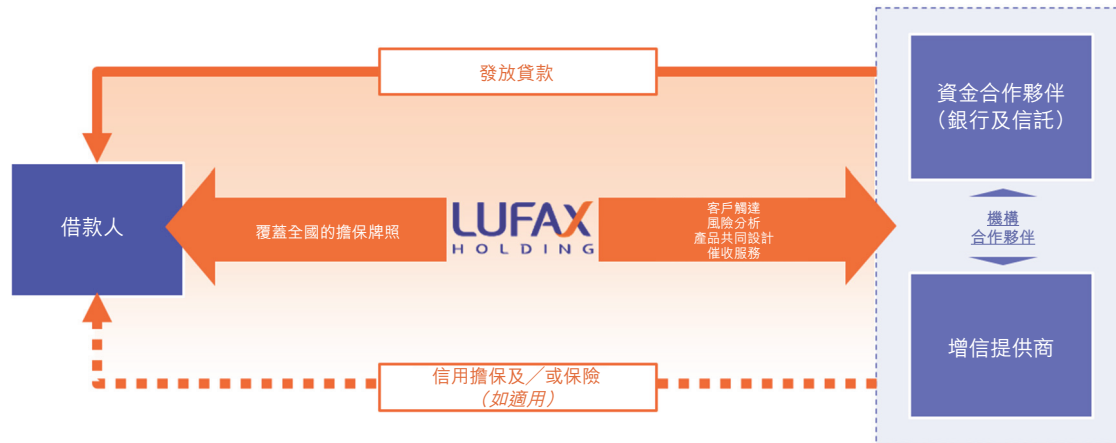 發放貸款
資金合作夥伴
（銀行及信託）
借款人
覆蓋全國的擔保牌照
LUFAX
HOLDING
客戶觸達
風險分析
產品共同設計
催收服務
機構
合作夥伴
增信提供商
信用擔保及／或保險
（如適用）